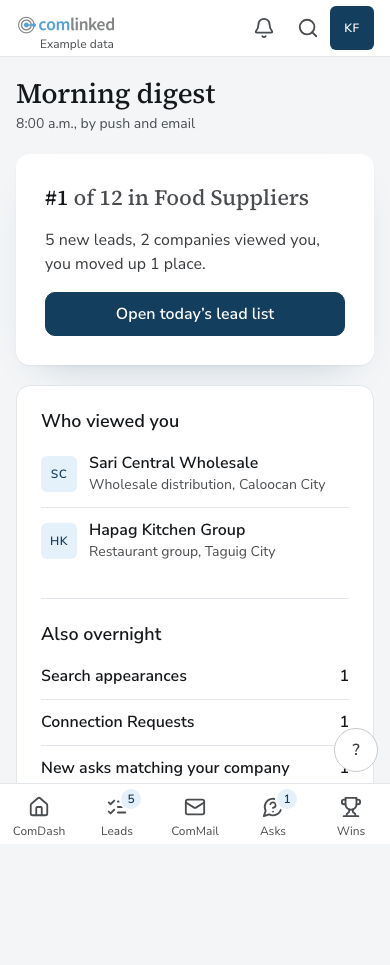 comlinked
Example data
KF
Morning digest
8:00 a.m., by push and email
#1 of 12 in Food Suppliers
5 new leads, 2 companies viewed you,
you moved up 1 place.
Open today’s lead list
Who viewed you
SC
Sari Central Wholesale
Wholesale distribution, Caloocan City
HK
Hapag Kitchen Group
Restaurant group, Taguig City
Also overnight
Search appearances 1
Connection Requests 1
?
New asks matching your company 1
5
1
ComDash Leads ComMail Asks Wins